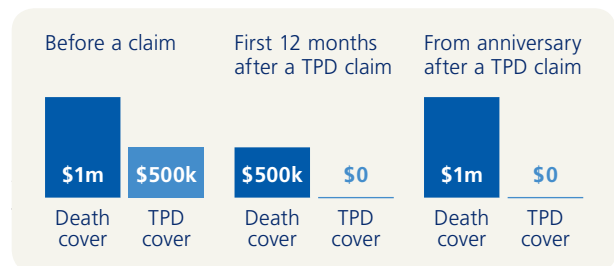 Before a claim
First 12 months
after a TPD claim
From anniversary
after a TPD claim
$1m
$500k
$500k
$0
$1m
$0
Death
cover
TPD
cover
Death
cover
TPD
cover
Death
cover
TPD
cover